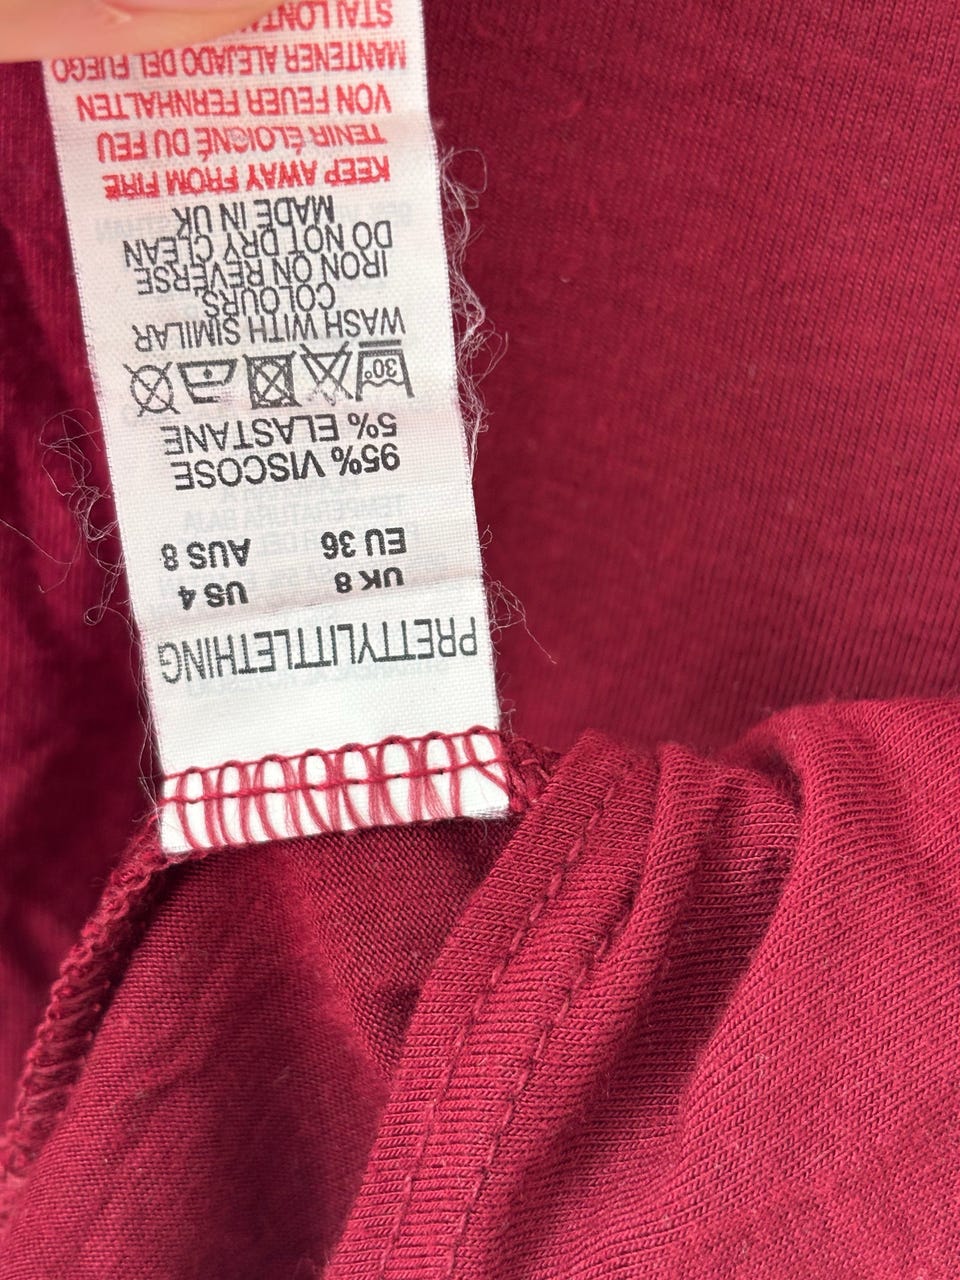 PRETTYLITTLETHING
UK 8 US 4
EU 36 AUS 8
95% VISCOSE
5% ELASTANE
30°
WASH WITH SIMILAR
COLOURS
IRON ON REVERSE
DO NOT DRY CLEAN
MADE IN UK
KEEP AWAY FROM FIRE
TENIR ÉLOIGNÉ DU FEU
VON FEUER FERNHALTEN
MANTENER ALEJADO DEL FUEGO